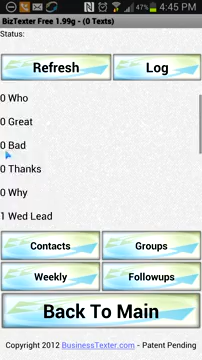 47% 4:45 PM
BizTexter Free 1.99g - (0 Texts)
Status:
Refresh
Log
0 Who
0 Great
0 Bad
0 Thanks
0 Why
1 Wed Lead
Contacts
Groups
Weekly
Followups
Back To Main
Copyright 2012 BusinessTexter.com - Patent Pending